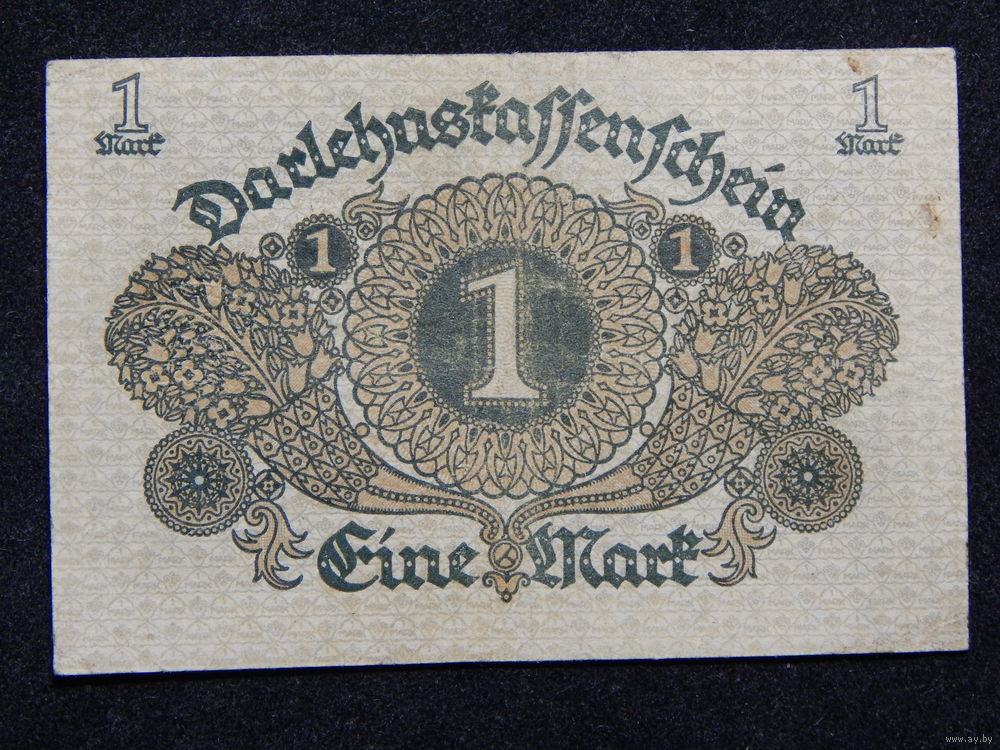 1 1
Mark Mark
Darlehnskassenschein
1 1
1
Eine Mark
www.ay.by